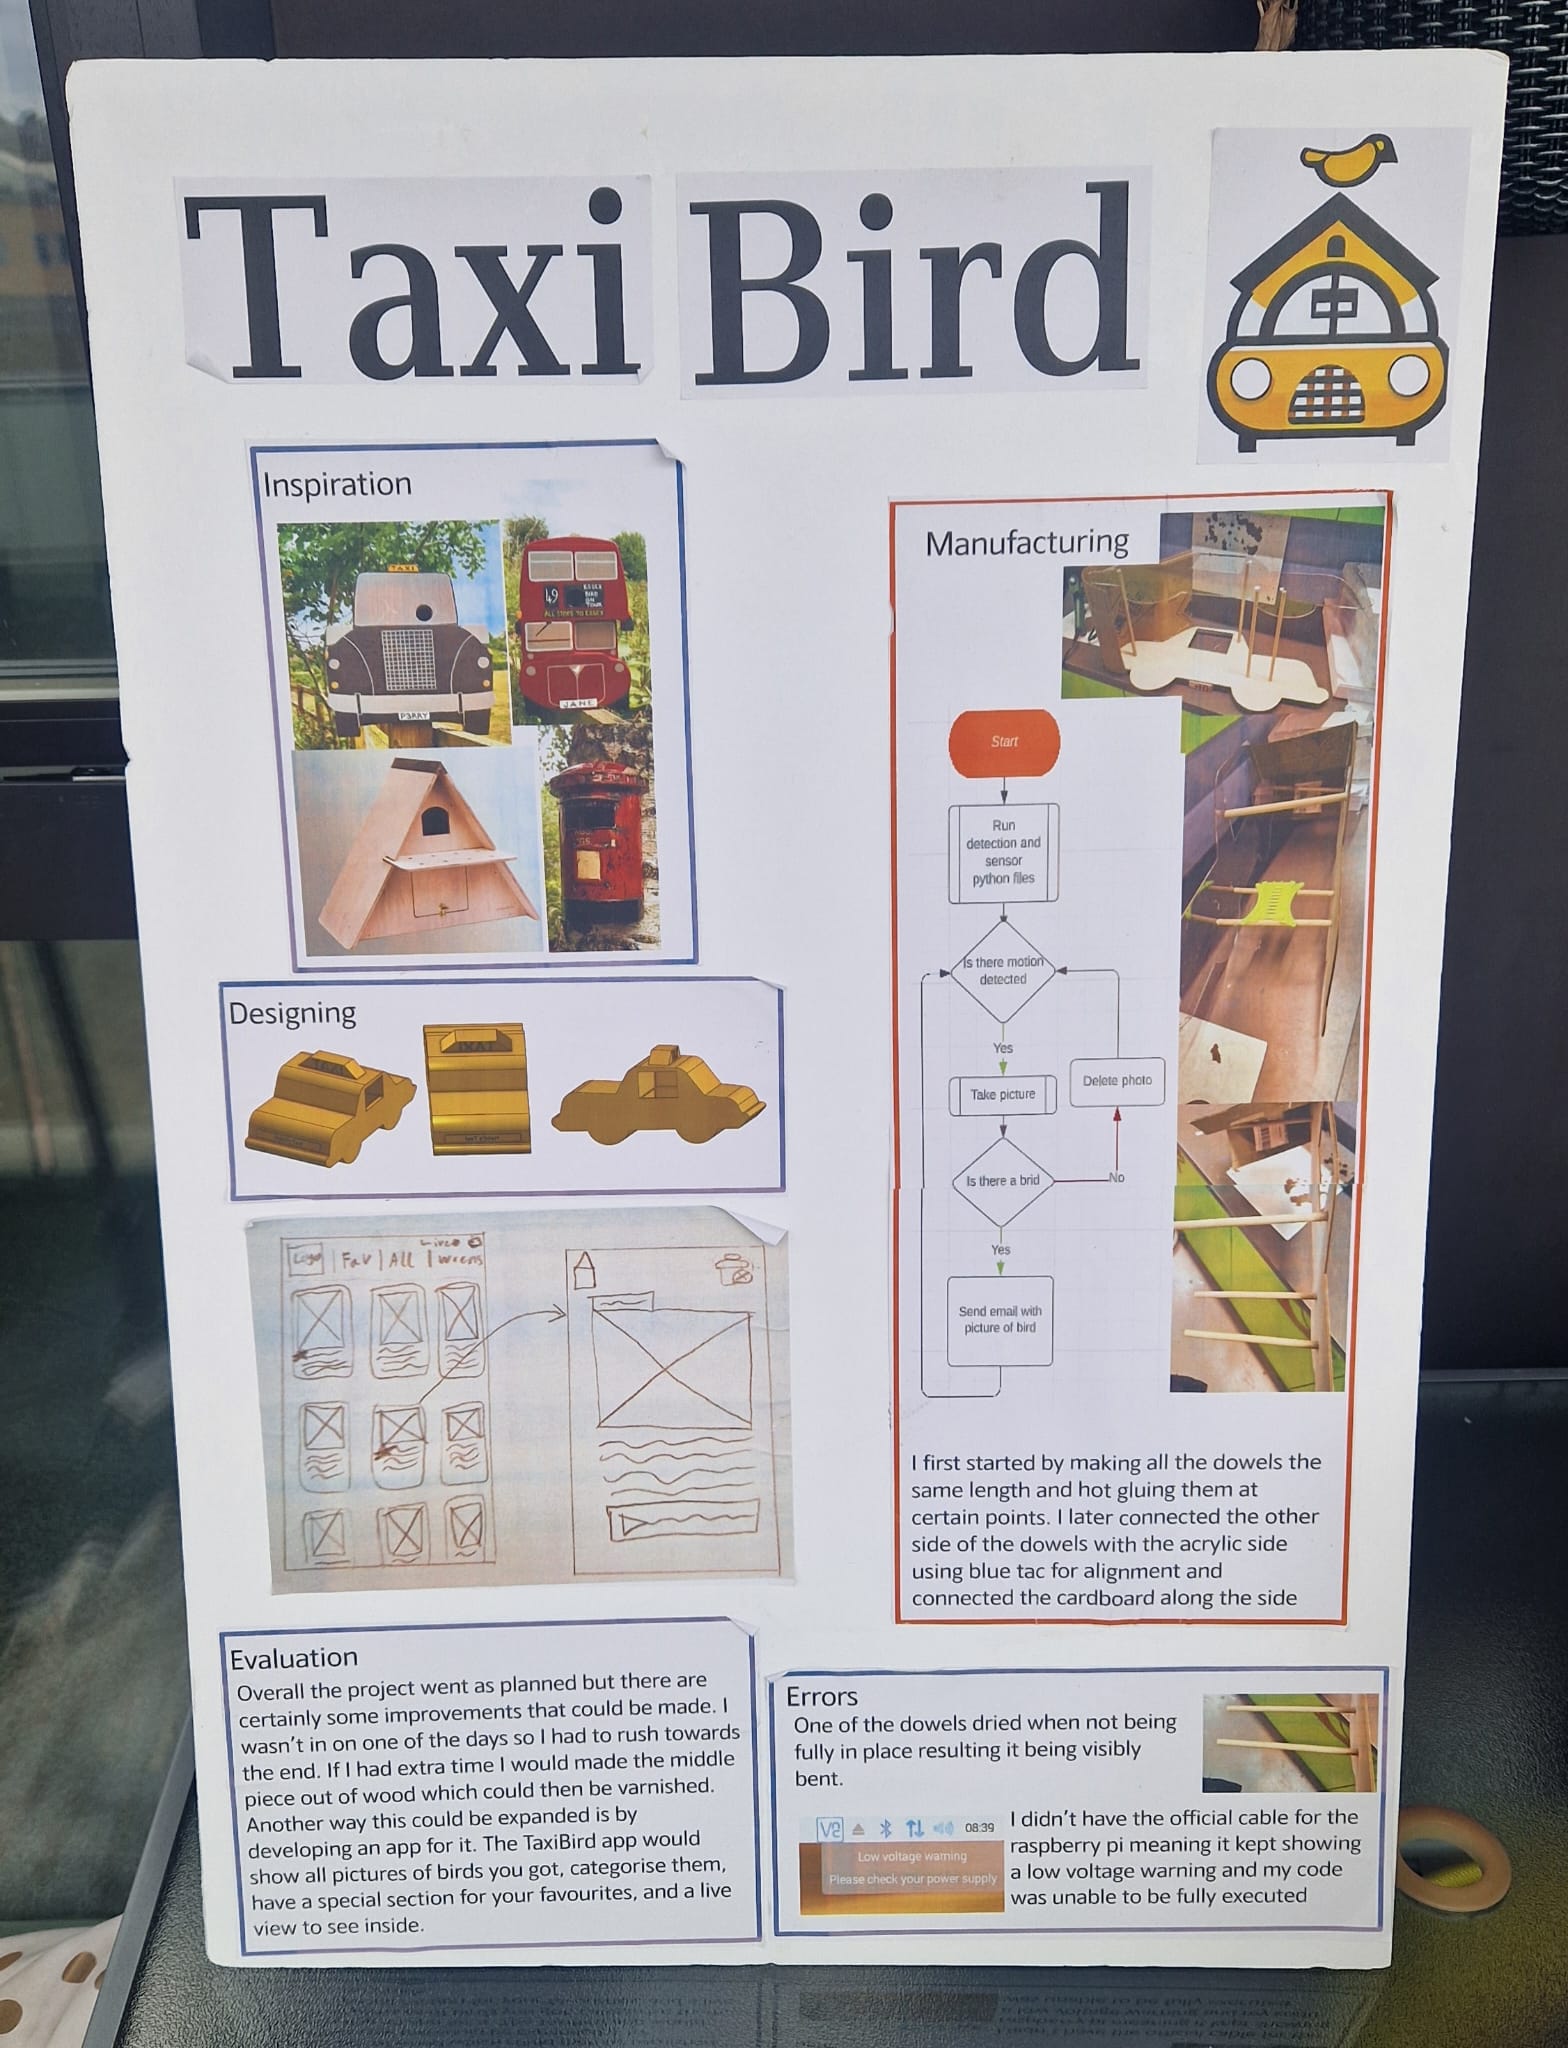 Taxi Bird
Inspiration
TAXI
P3RRY
49
ALL STOPS TO ESSEX
JANE
Designing
TAXI
Logo | Fav | All | Wrens
Manufacturing
Start
Run
detection and
sensor
python files
Is there motion
detected
Yes
Take picture
Delete photo
Is there a brid
No
Yes
Send email with
picture of bird
I first started by making all the dowels the
same length and hot gluing them at
certain points. I later connected the other
side of the dowels with the acrylic side
using blue tac for alignment and
connected the cardboard along the side
Evaluation
Overall the project went as planned but there are
certainly some improvements that could be made. I
wasn't in on one of the days so I had to rush towards
the end. If I had extra time I would made the middle
piece out of wood which could then be varnished.
Another way this could be expanded is by
developing an app for it. The TaxiBird app would
show all pictures of birds you got, categorise them,
have a special section for your favourites, and a live
view to see inside.
Errors
One of the dowels dried when not being
fully in place resulting it being visibly
bent.
V2 08:39
Low voltage warning
Please check your power supply
I didn't have the official cable for the
raspberry pi meaning it kept showing
a low voltage warning and my code
was unable to be fully executed